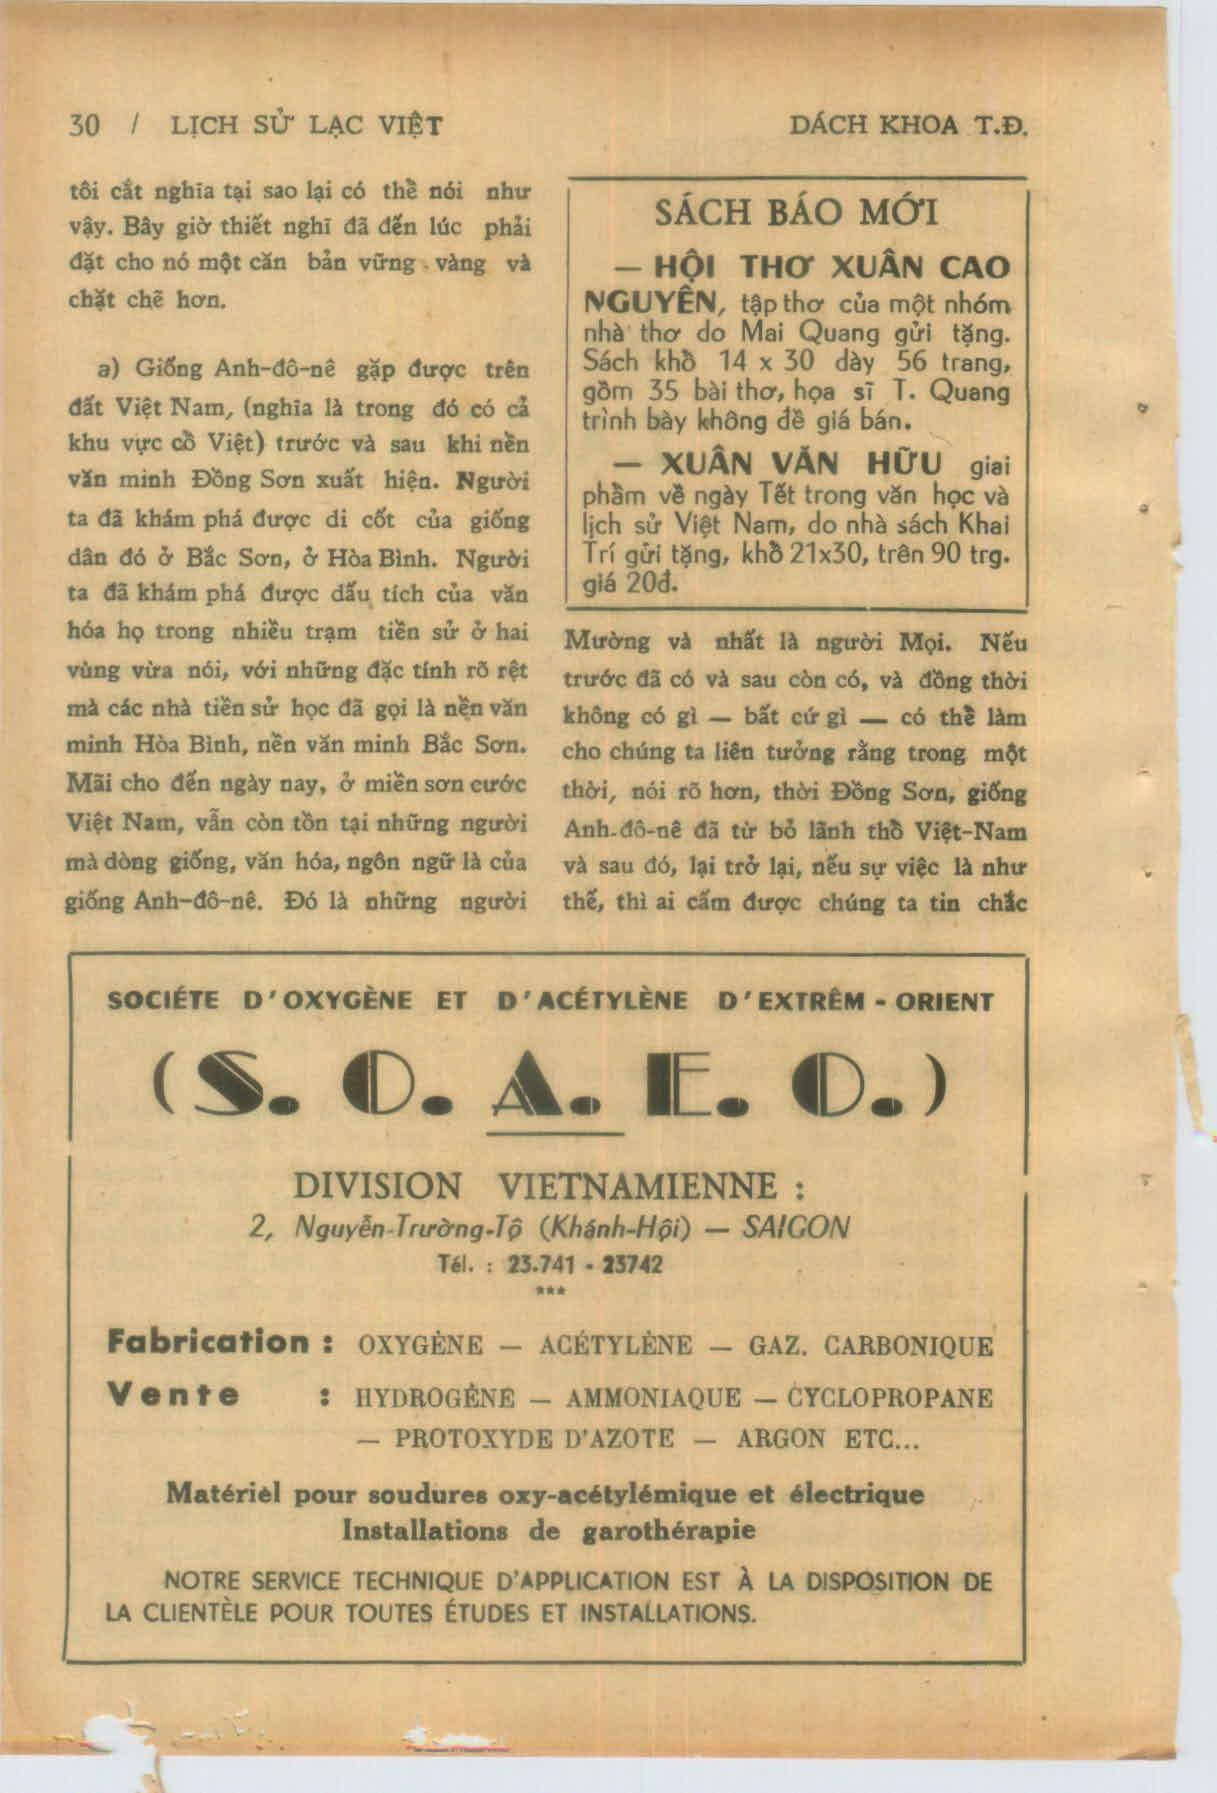 30 / LỊCH SỬ LẠC VIỆT
DÁCH KHOA T.Đ.
tôi cắt nghĩa tại sao lại có thể nói như
vậy. Bây giờ thiết nghĩ đã đến lúc phải
đặt cho nó một căn bản vững vàng và
chặt chẽ hơn.
a) Giống Anh-đô-nê gặp được trên
đất Việt Nam, (nghĩa là trong đó có cả
khu vực cổ Việt) trước và sau khi nền
văn minh Đồng Sơn xuất hiện. Người
ta đã khám phá được di cốt của giống
dân đó ở Bắc Sơn, ở Hòa Bình. Người
ta đã khám phá được dấu tích của văn
hóa họ trong nhiều trạm tiền sử ở hai
vùng vừa nói, với những đặc tính rõ rệt
mà các nhà tiền sử học đã gọi là nền văn
minh Hòa Bình, nền văn minh Bắc Sơn.
Mãi cho đến ngày nay, ở miền sơn cước
Việt Nam, vẫn còn tồn tại những người
mà dòng giống, văn hóa, ngôn ngữ là của
giống Anh-đô-nê. Đó là những người
SÁCH BÁO MỚI
— HỘI THƠ XUÂN CAO
NGUYÊN, tập thơ của một nhóm
nhà thơ do Mai Quang gửi tặng.
Sách khổ 14 x 30 dày 56 trang,
gồm 35 bài thơ, họa sĩ T. Quang
trình bày không đề giá bán.
— XUÂN VĂN HỮU giai
phẩm về ngày Tết trong văn học và
lịch sử Việt Nam, do nhà sách Khai
Trí gửi tặng, khổ 21x30, trên 90 trg.
giá 20đ.
Mường và nhất là người Mọi. Nếu
trước đã có và sau còn có, và đồng thời
không có gì — bất cứ gì — có thể làm
cho chúng ta liên tưởng rằng trong một
thời, nói rõ hơn, thời Đồng Sơn, giống
Anh-đô-nê đã từ bỏ lãnh thổ Việt-Nam
và sau đó, lại trở lại, nếu sự việc là như
thế, thì ai cấm được chúng ta tin chắc
SOCIÉTE D'OXYGÈNE ET D'ACÉTYLÈNE D'EXTRÊM - ORIENT
(S. O. A. E. O.)
DIVISION VIETNAMIENNE :
2, Nguyễn-Trường-Tộ (Khánh-Hội) — SAIGON
Tél. : 23.741 - 23742
***
Fabrication : OXYGÈNE — ACÉTYLÈNE — GAZ. CARBONIQUE
Vente : HYDROGÈNE — AMMONIAQUE — CYCLOPROPANE
— PROTOXYDE D'AZOTE — ARGON ETC...
Matériel pour soudures oxy-acétylémique et électrique
Installations de garothérapie
NOTRE SERVICE TECHNIQUE D'APPLICATION EST À LA DISPOSITION DE
LA CLIENTÈLE POUR TOUTES ÉTUDES ET INSTALLATIONS.